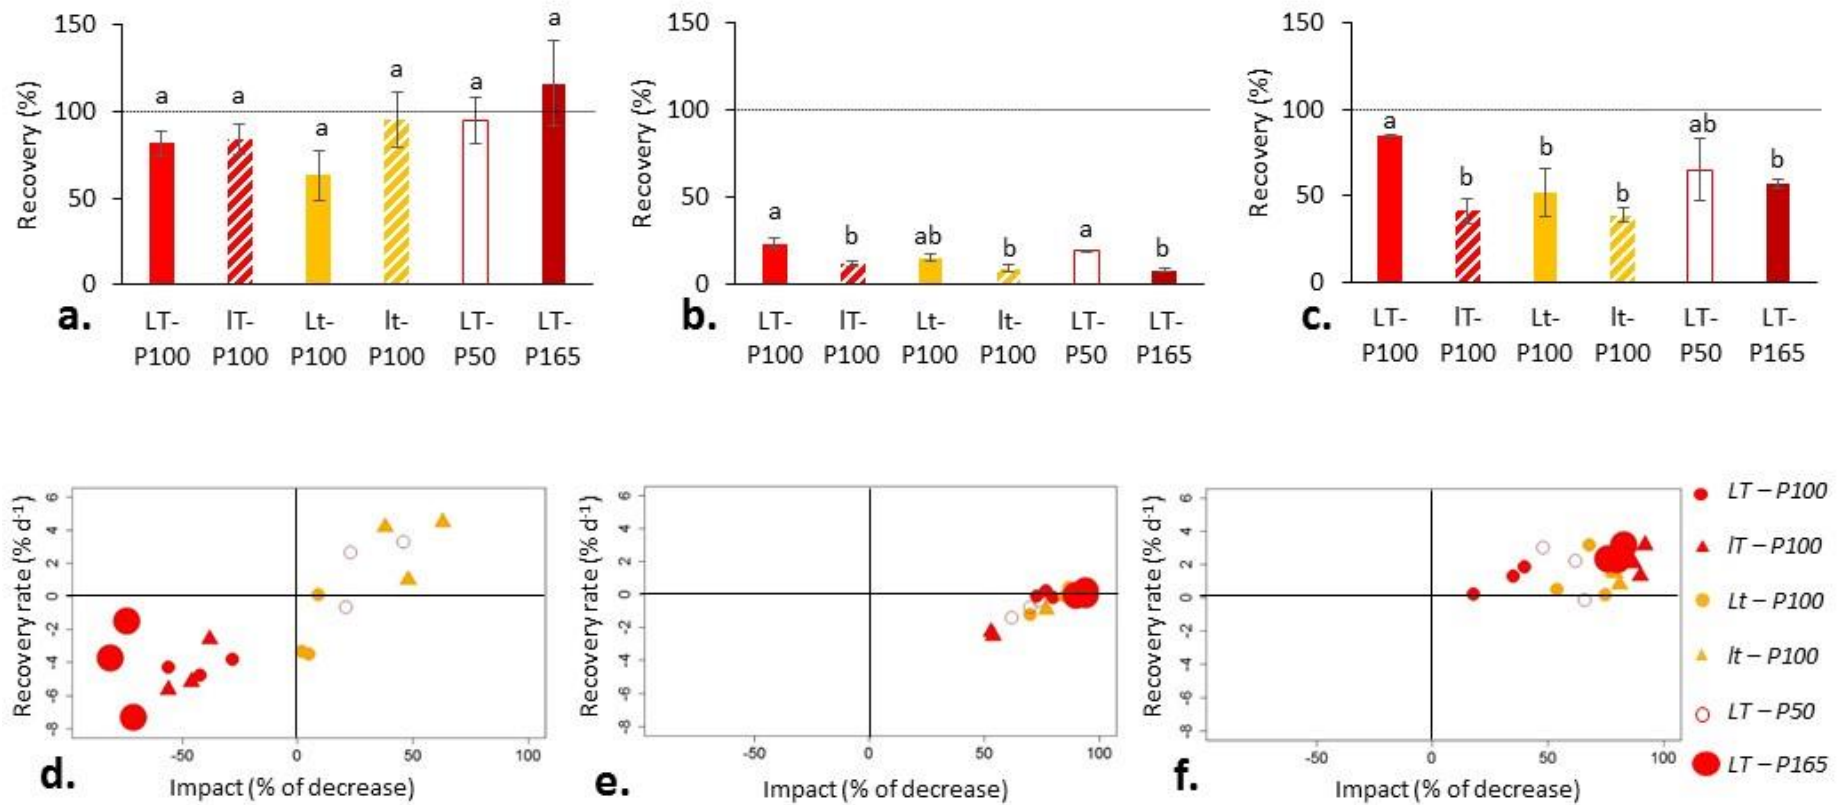 150
100
50
0
Recovery (%)
a
a
a
a
a
a
a.
LT-
P100
lT-
P100
Lt-
P100
lt-
P100
LT-
P50
LT-
P165
150
100
50
0
Recovery (%)
a
b
ab
b
a
b
b.
LT-
P100
lT-
P100
Lt-
P100
lt-
P100
LT-
P50
LT-
P165
150
100
50
0
Recovery (%)
a
b
b
b
ab
b
c.
LT-
P100
lT-
P100
Lt-
P100
lt-
P100
LT-
P50
LT-
P165
Recovery rate (% d-1)
6
4
2
0
-2
-4
-6
-8
-50
0
50
100
d.
Impact (% of decrease)
Recovery rate (% d-1)
6
4
2
0
-2
-4
-6
-8
-50
0
50
100
e.
Impact (% of decrease)
Recovery rate (% d-1)
6
4
2
0
-2
-4
-6
-8
-50
0
50
100
f.
Impact (% of decrease)
LT – P100
lT – P100
Lt – P100
lt – P100
LT – P50
LT – P165